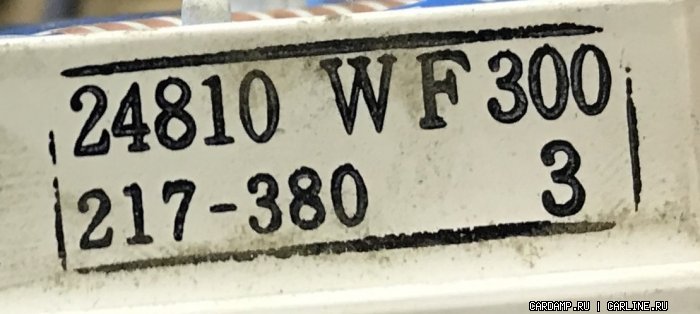 24810 WF300
217-380 3
CARDAMP.RU | CARLINE.RU